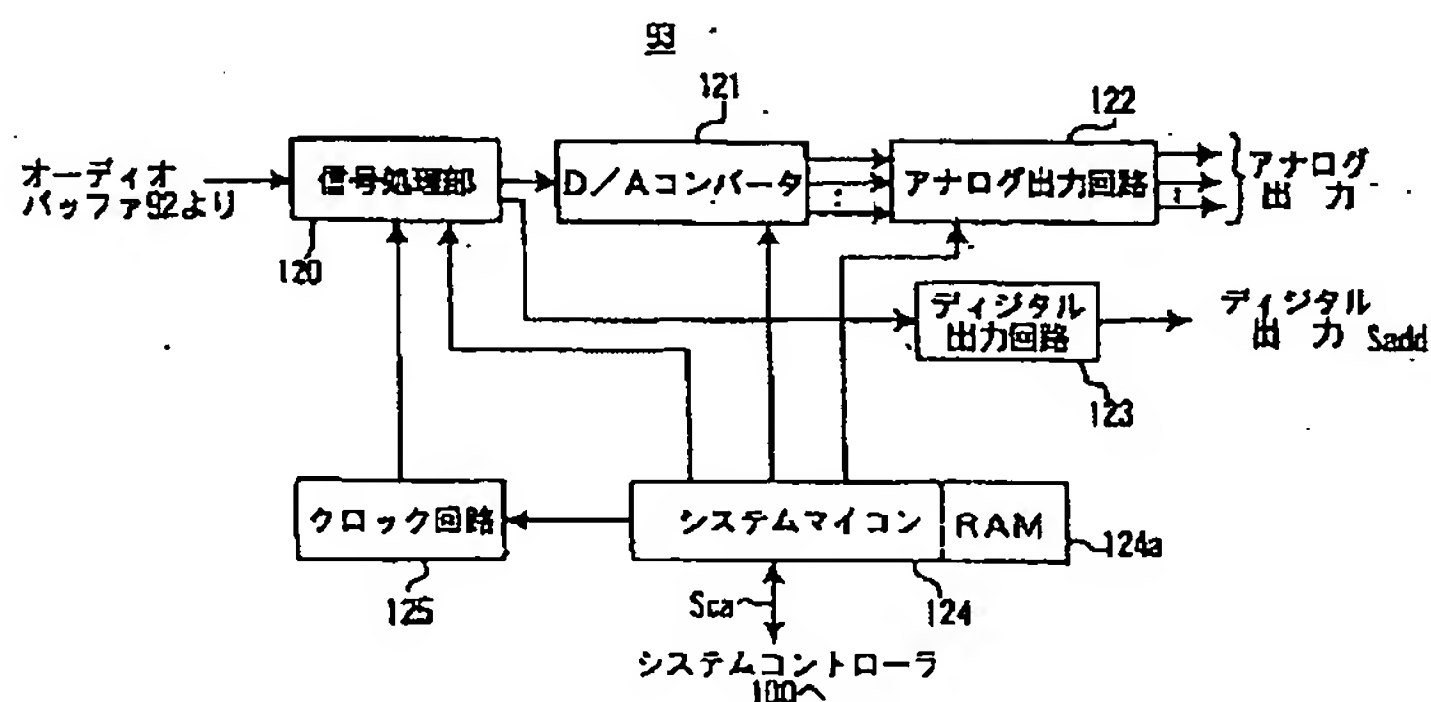 93
121
122
オーディオ
バッファ92より
信号処理部
D/Aコンバータ
アナログ出力回路
アナログ
出 力
120
ディジタル
出力回路
ディジタル
出 力 Sadd
123
クロック回路
システムマイコン
RAM
124a
125
Sca
124
システムコントローラ
100へ